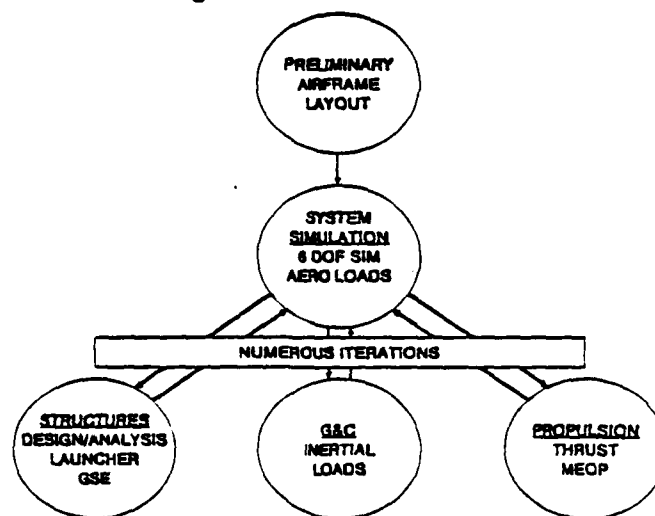 PRELIMINARY
AIRFRAME
LAYOUT
SYSTEM
SIMULATION
6 DOF SIM
AERO LOADS
NUMEROUS ITERATIONS
STRUCTURES
DESIGN/ANALYSIS
LAUNCHER
GSE
G&C
INERTIAL
LOADS
PROPULSION
THRUST
MEOP